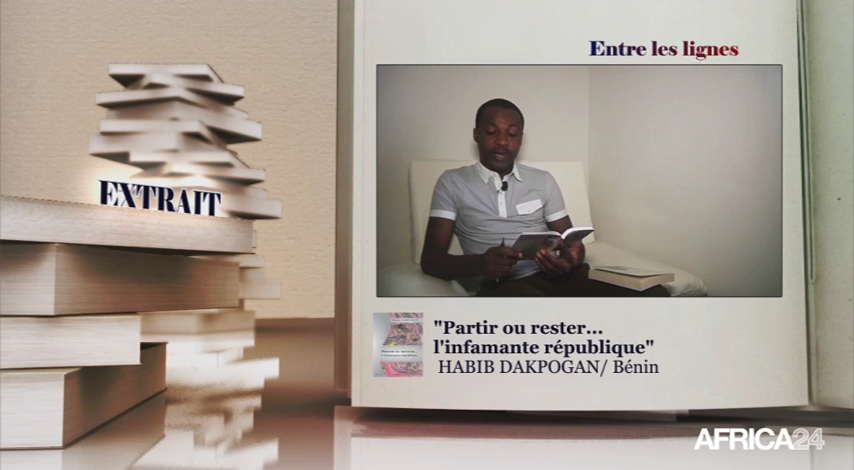 Entre les lignes
EXTRAIT
"Partir ou rester...
l'infamante république"
HABIB DAKPOGAN/ Bénin
AFRICA24